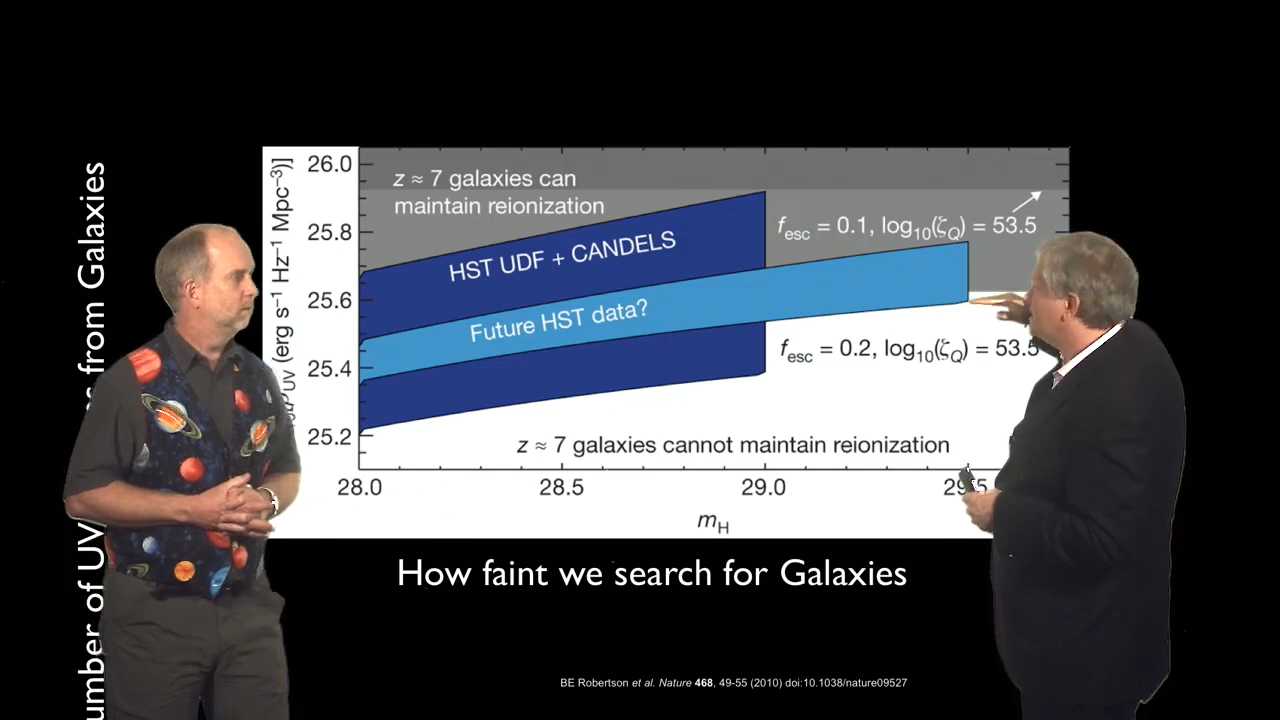 from Galaxies
of UV
26.0
25.8
25.6
25.4
25.2
(erg s⁻¹ Hz⁻¹ Mpc⁻³)]
z ≈ 7 galaxies can
maintain reionization
HST UDF + CANDELS
f_esc = 0.1, log₁₀(ζ_Q) = 53.5
Future HST data?
f_esc = 0.2, log₁₀(ζ_Q) = 53.5
z ≈ 7 galaxies cannot maintain reionization
28.0 28.5 29.0 29.5
m_H
How faint we search for Galaxies
BE Robertson et al. Nature 468, 49-55 (2010) doi:10.1038/nature09527